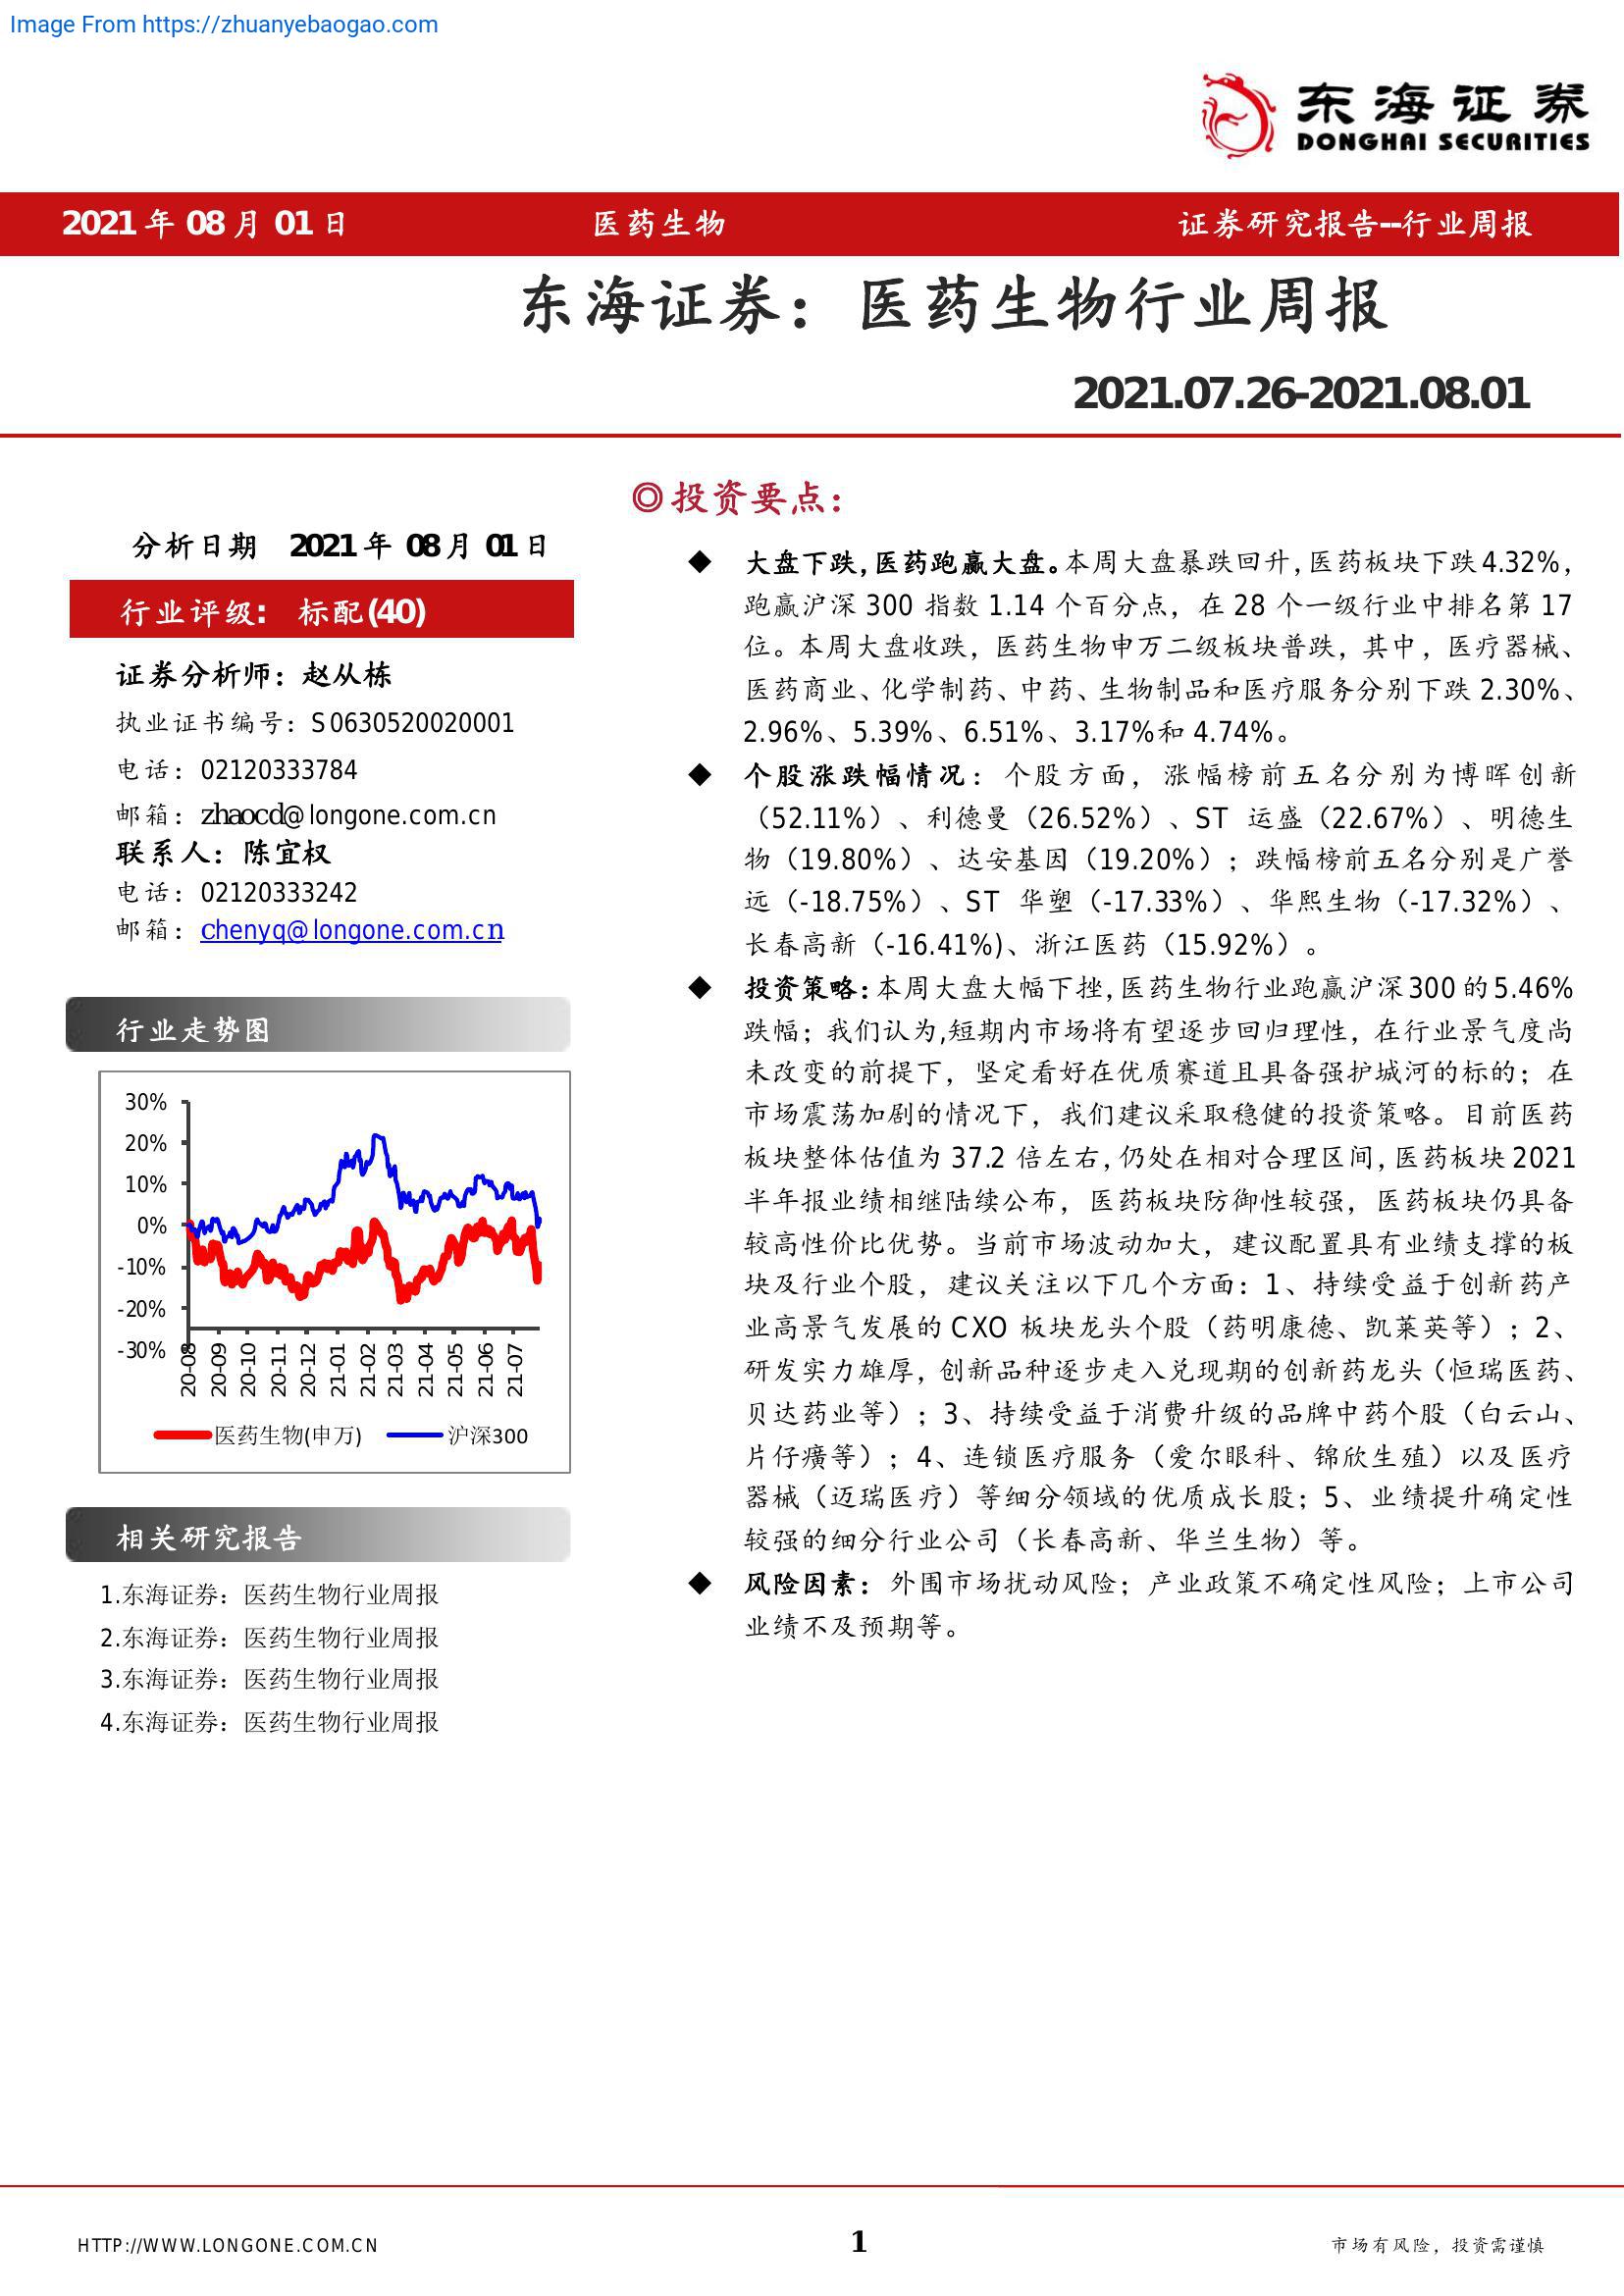 Image From https://zhuanyebaogao.com
东海证券
DONGHAI SECURITIES
2021 年 08 月 01 日 医药生物 证券研究报告--行业周报
东海证券：医药生物行业周报
2021.07.26-2021.08.01
分析日期 2021 年 08 月 01 日
行业评级： 标配(40)
证券分析师：赵从栋
执业证书编号：S0630520020001
电话：02120333784
邮箱：zhaocd@longone.com.cn
联系人：陈宜权
电话：02120333242
邮箱：chenyq@longone.com.cn
行业走势图
30%
20%
10%
0%
-10%
-20%
-30%
20-08 20-09 20-10 20-11 20-12 21-01 21-02 21-03 21-04 21-05 21-06 21-07
医药生物(申万) 沪深300
相关研究报告
1.东海证券：医药生物行业周报
2.东海证券：医药生物行业周报
3.东海证券：医药生物行业周报
4.东海证券：医药生物行业周报
◎投资要点：
◆ 大盘下跌，医药跑赢大盘。本周大盘暴跌回升，医药板块下跌 4.32%，
跑赢沪深 300 指数 1.14 个百分点，在 28 个一级行业中排名第 17
位。本周大盘收跌，医药生物申万二级板块普跌，其中，医疗器械、
医药商业、化学制药、中药、生物制品和医疗服务分别下跌 2.30%、
2.96%、5.39%、6.51%、3.17%和 4.74%。
◆ 个股涨跌幅情况：个股方面，涨幅榜前五名分别为博晖创新
（52.11%）、利德曼（26.52%）、ST 运盛（22.67%）、明德生
物（19.80%）、达安基因（19.20%）；跌幅榜前五名分别是广誉
远（-18.75%）、ST 华塑（-17.33%）、华熙生物（-17.32%）、
长春高新（-16.41%)、浙江医药（15.92%）。
◆ 投资策略：本周大盘大幅下挫，医药生物行业跑赢沪深 300 的 5.46%
跌幅；我们认为,短期内市场将有望逐步回归理性，在行业景气度尚
未改变的前提下，坚定看好在优质赛道且具备强护城河的标的；在
市场震荡加剧的情况下，我们建议采取稳健的投资策略。目前医药
板块整体估值为 37.2 倍左右，仍处在相对合理区间，医药板块 2021
半年报业绩相继陆续公布，医药板块防御性较强，医药板块仍具备
较高性价比优势。当前市场波动加大，建议配置具有业绩支撑的板
块及行业个股，建议关注以下几个方面：1、持续受益于创新药产
业高景气发展的 CXO 板块龙头个股（药明康德、凯莱英等）；2、
研发实力雄厚，创新品种逐步走入兑现期的创新药龙头（恒瑞医药、
贝达药业等）；3、持续受益于消费升级的品牌中药个股（白云山、
片仔癀等）；4、连锁医疗服务（爱尔眼科、锦欣生殖）以及医疗
器械（迈瑞医疗）等细分领域的优质成长股；5、业绩提升确定性
较强的细分行业公司（长春高新、华兰生物）等。
◆ 风险因素：外围市场扰动风险；产业政策不确定性风险；上市公司
业绩不及预期等。
HTTP://WWW.LONGONE.COM.CN 1 市场有风险，投资需谨慎